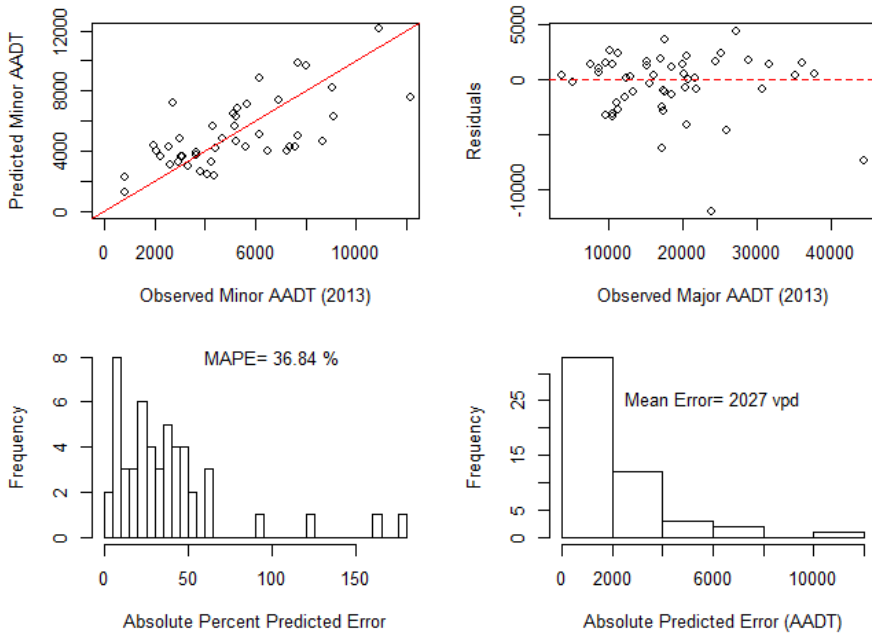 Predicted Minor AADT
0 4000 8000 12000
0 2000 6000 10000
Observed Minor AADT (2013)
Residuals
-10000 0 5000
10000 20000 30000 40000
Observed Major AADT (2013)
MAPE= 36.84 %
Frequency
0 2 4 6 8
0 50 100 150
Absolute Percent Predicted Error
Mean Error= 2027 vpd
Frequency
0 5 15 25
0 2000 6000 10000
Absolute Predicted Error (AADT)